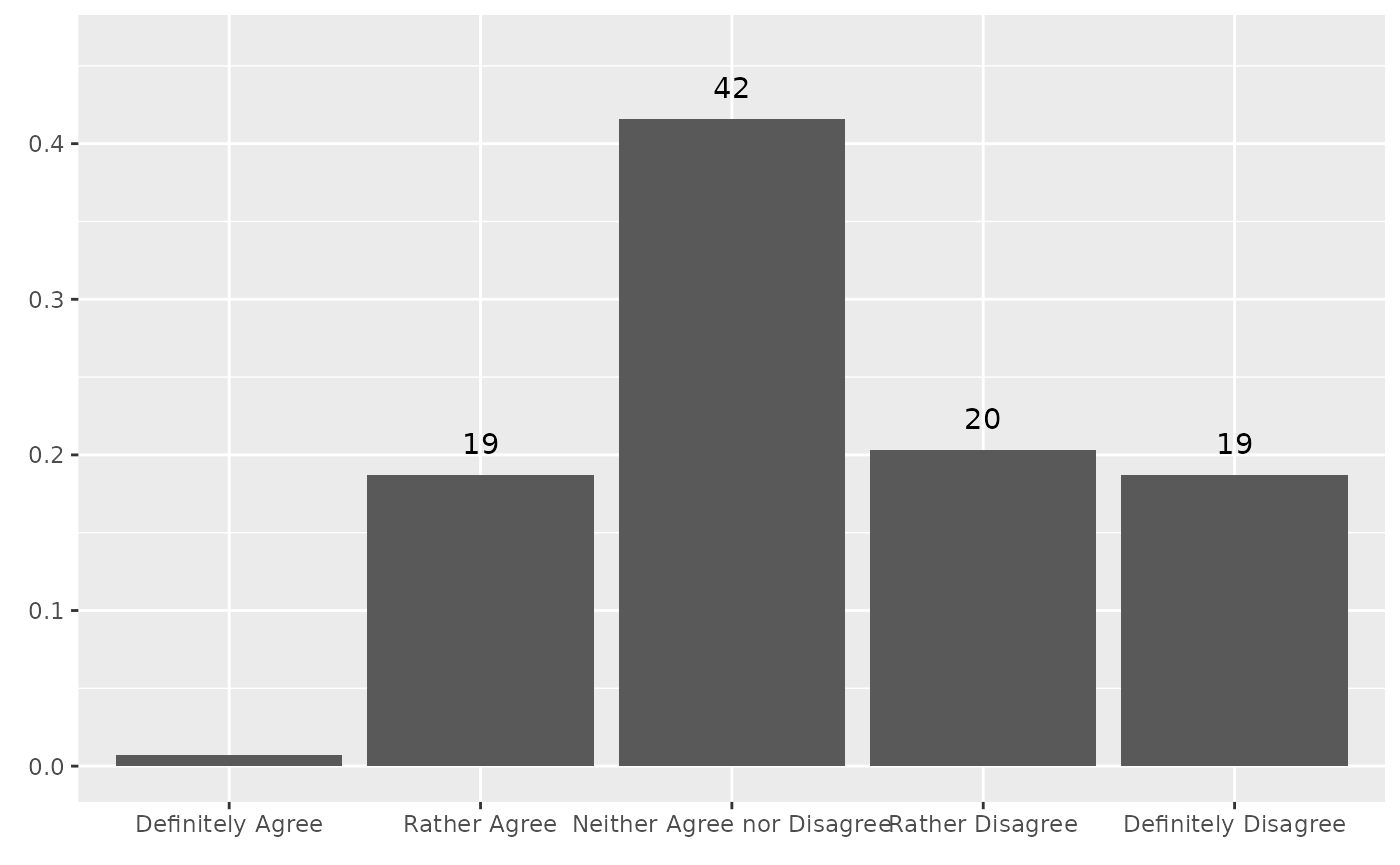 42
0.4
0.3
20
19
19
0.2
0.1
0.0
Definitely Agree
Rather Agree
Neither Agree nor Disagree
Rather Disagree
Definitely Disagree